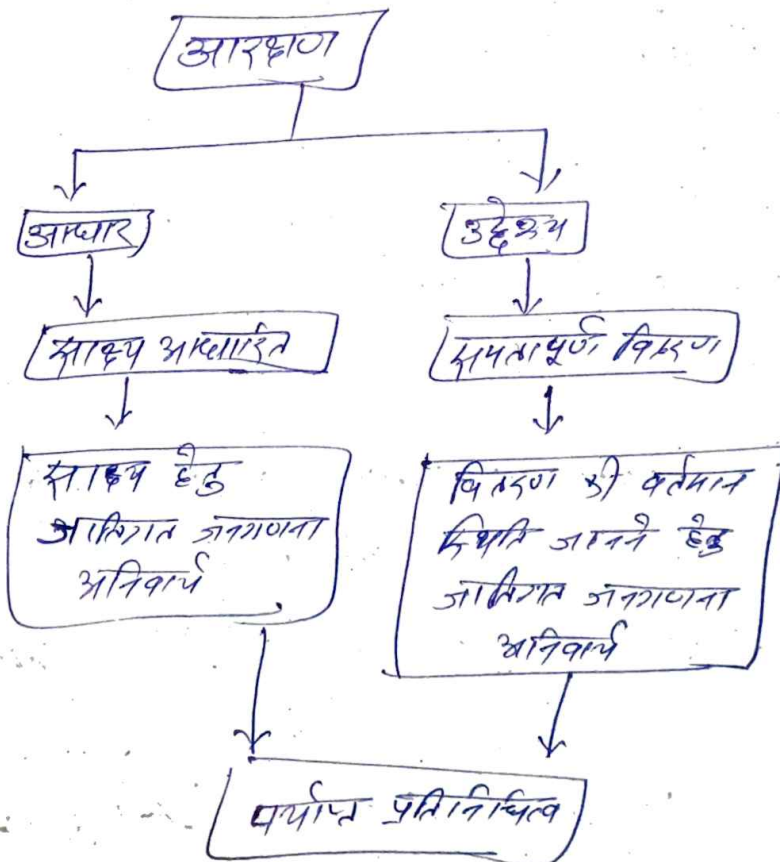 आरक्षण
आधार
उद्देश्य
साक्ष्य आधारित
समतापूर्ण वितरण
साक्ष्य हेतु
जातिगत जनगणना
अनिवार्य
वितरण की वर्तमान
स्थिति जानने हेतु
जातिगत जनगणना
अनिवार्य
पर्याप्त प्रतिनिधित्व